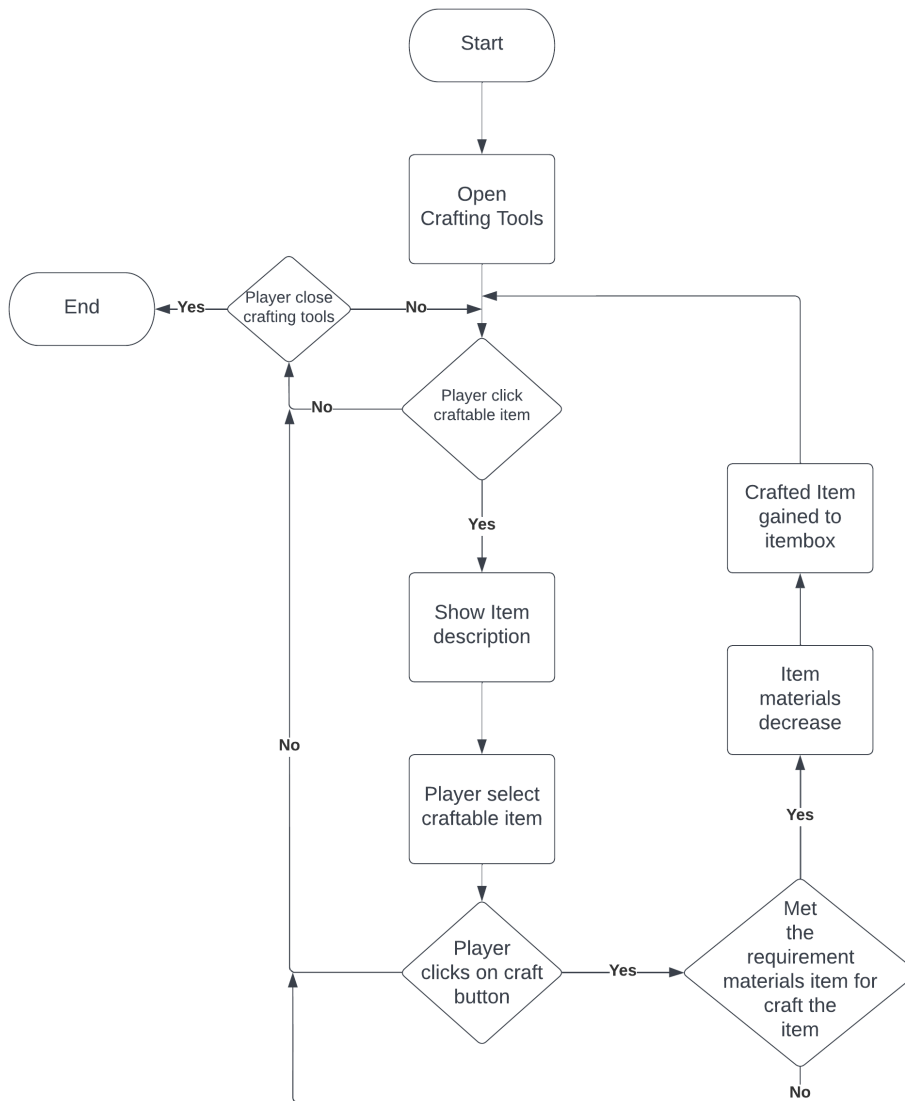 Start
Open
Crafting Tools
End
Yes
Player close
crafting tools
No
Player click
craftable item
No
Yes
Crafted Item
gained to
itembox
Show Item
description
Item
materials
decrease
No
Player select
craftable item
Yes
Player
clicks on craft
button
Yes
Met
the
requirement
materials item for
craft the
item
No